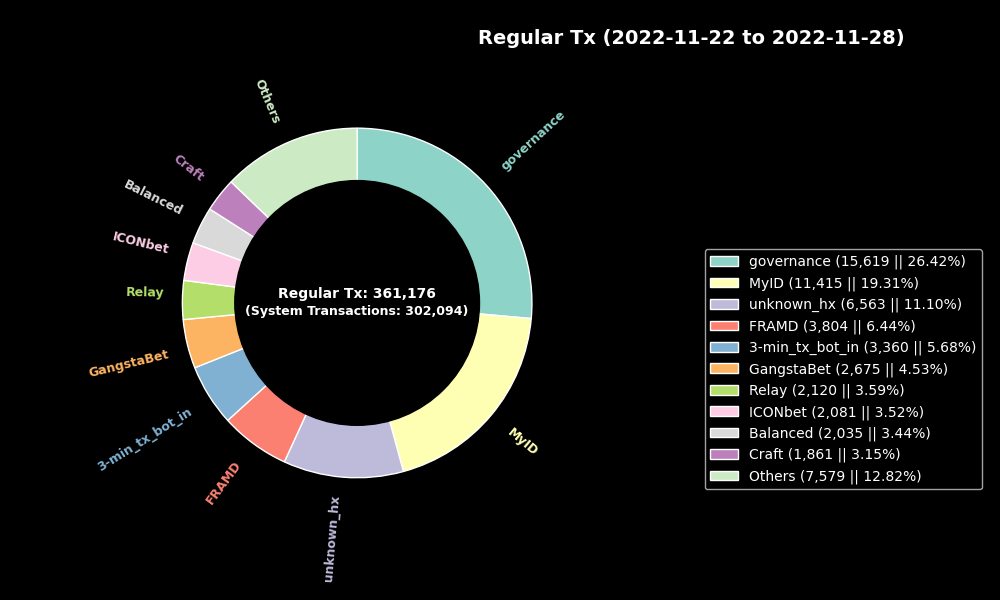 Regular Tx (2022-11-22 to 2022-11-28)
Others
governance
Craft
Balanced
ICONbet
Relay
GangstaBet
3-min_tx_bot_in
FRAMD
unknown_hx
MyID
Regular Tx: 361,176
(System Transactions: 302,094)
governance (15,619 || 26.42%)
MyID (11,415 || 19.31%)
unknown_hx (6,563 || 11.10%)
FRAMD (3,804 || 6.44%)
3-min_tx_bot_in (3,360 || 5.68%)
GangstaBet (2,675 || 4.53%)
Relay (2,120 || 3.59%)
ICONbet (2,081 || 3.52%)
Balanced (2,035 || 3.44%)
Craft (1,861 || 3.15%)
Others (7,579 || 12.82%)